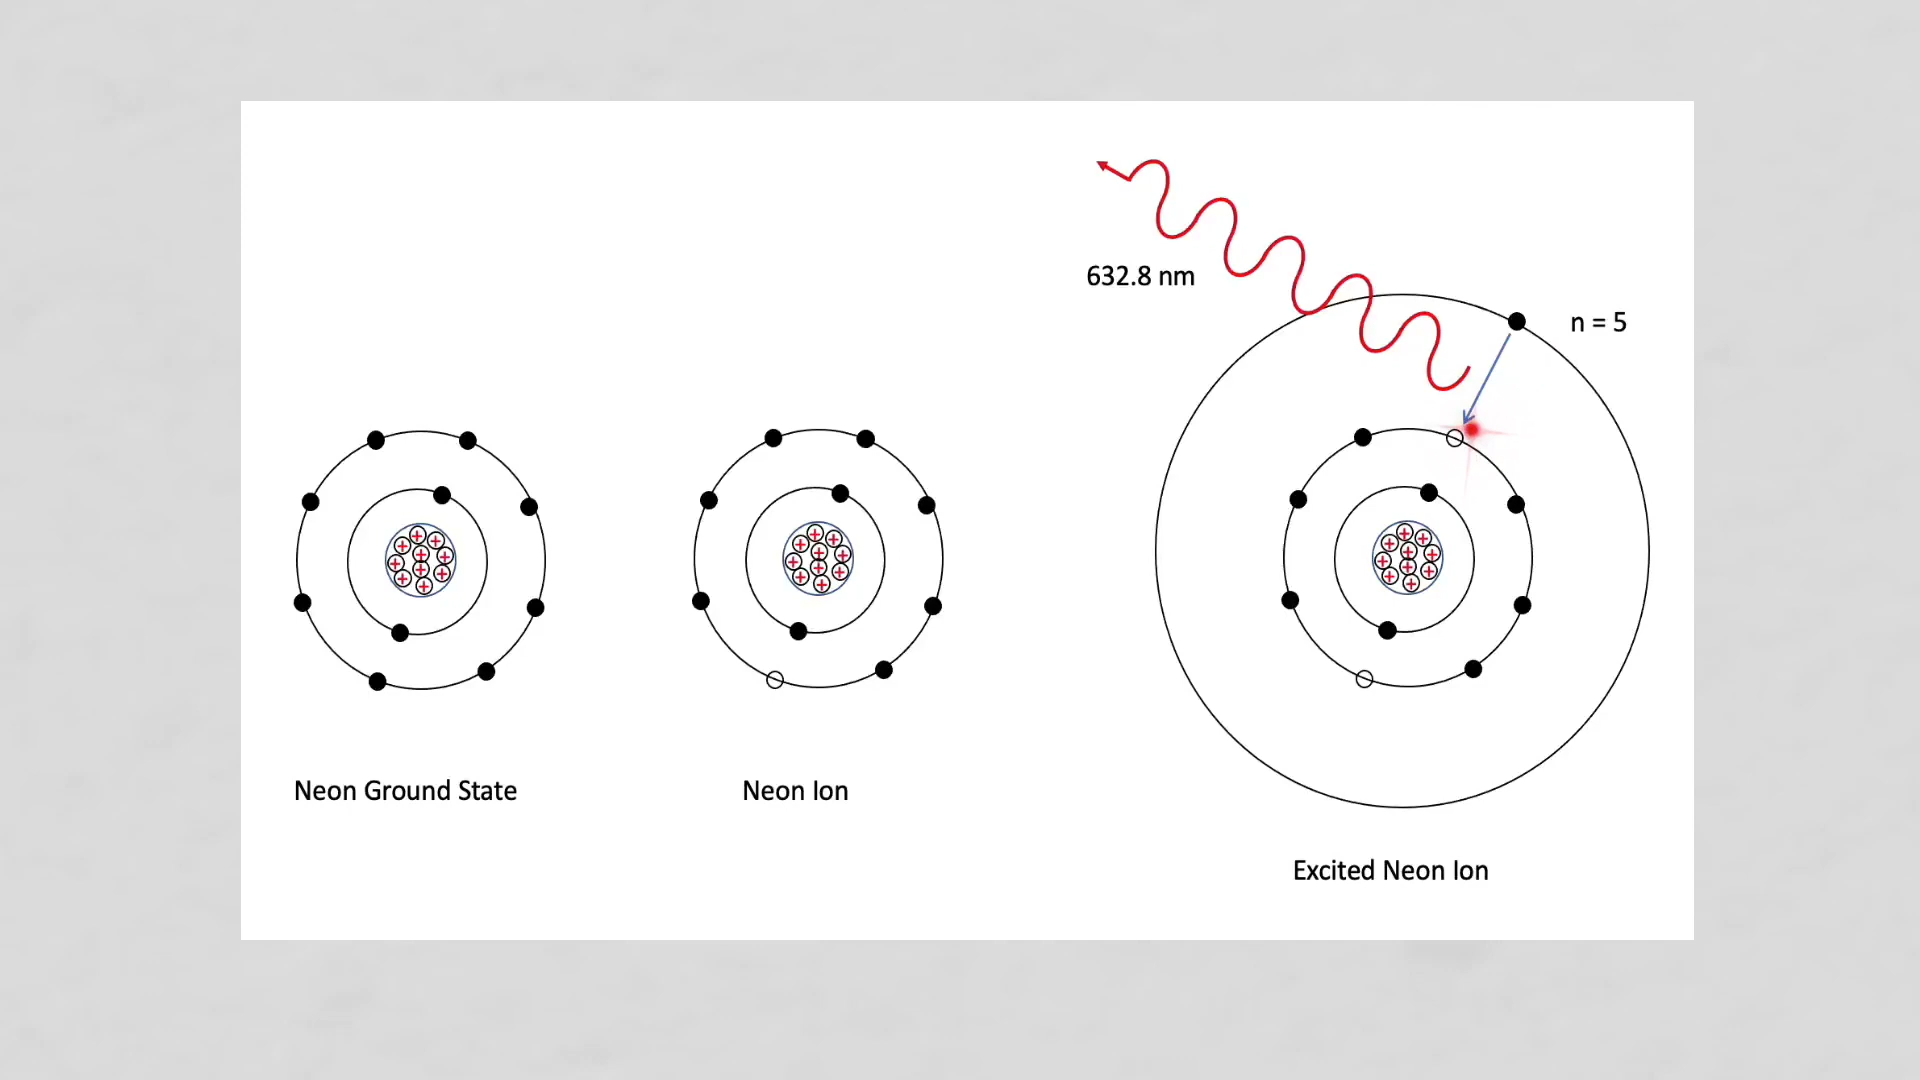 632.8 nm
n = 5
+ + + + + + + + + +
+ + + + + + + + + +
+ + + + + + + + + +
Neon Ground State
Neon Ion
Excited Neon Ion